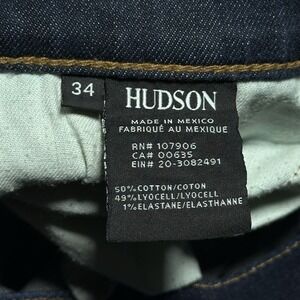 34
HUDSON
MADE IN MEXICO
FABRIQUÉ AU MEXIQUE
RN# 107906
CA# 00635
EIN# 20-3082491
50%COTTON/COTON
49%LYOCELL/LYOCELL
1%ELASTANE/ELASTHANNE